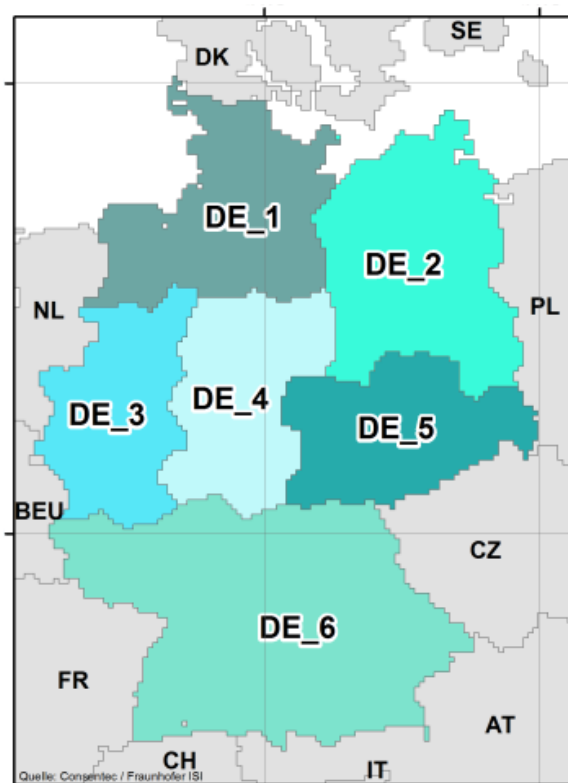 SE
DK
DE_1
DE_2
NL
PL
DE_3
DE_4
DE_5
BEU
CZ
DE_6
FR
AT
CH
IT
Quelle: Consentec / Fraunhofer ISI